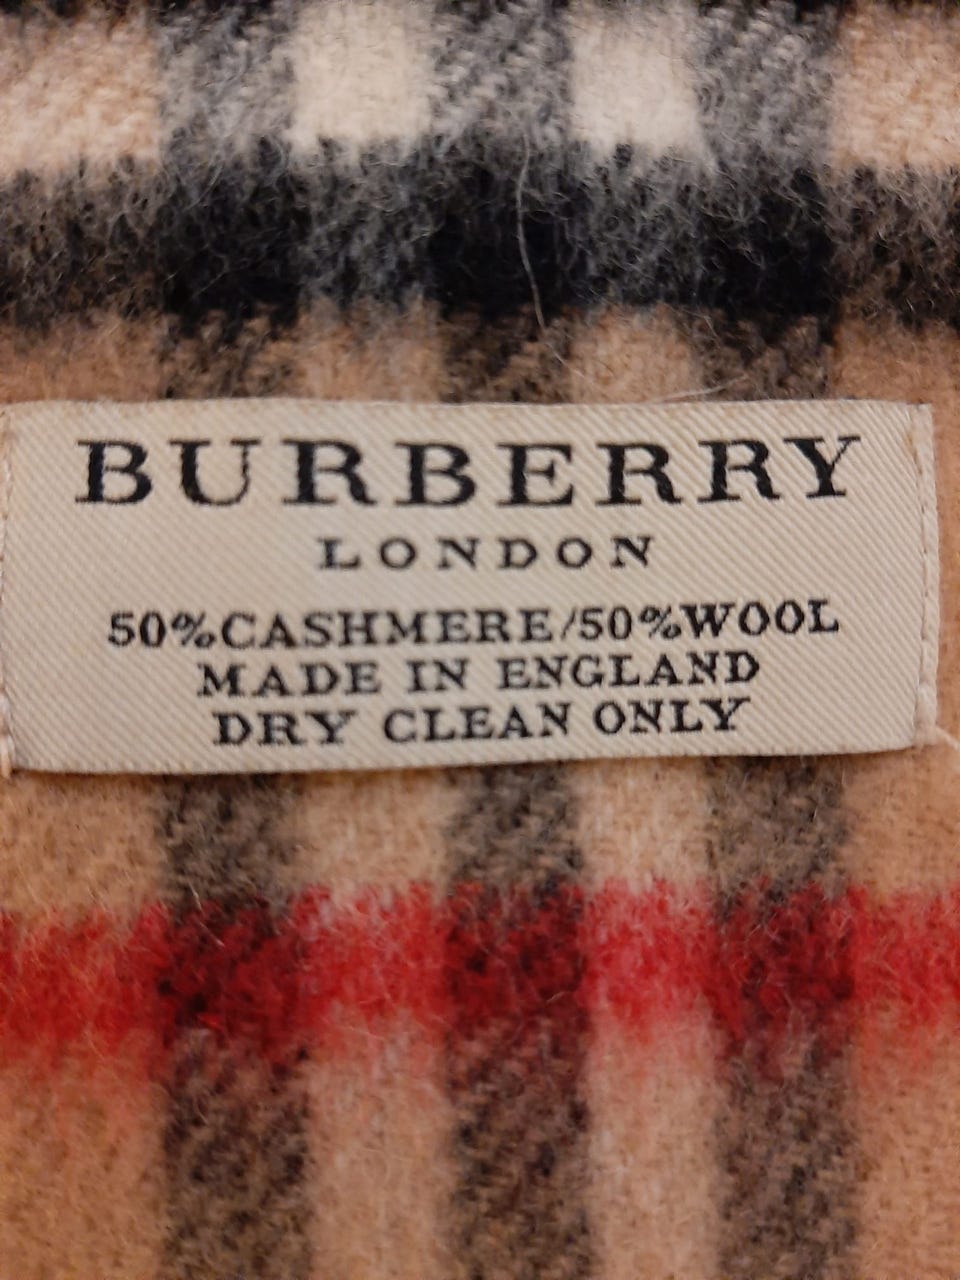 BURBERRY
LONDON
50%CASHMERE/50%WOOL
MADE IN ENGLAND
DRY CLEAN ONLY